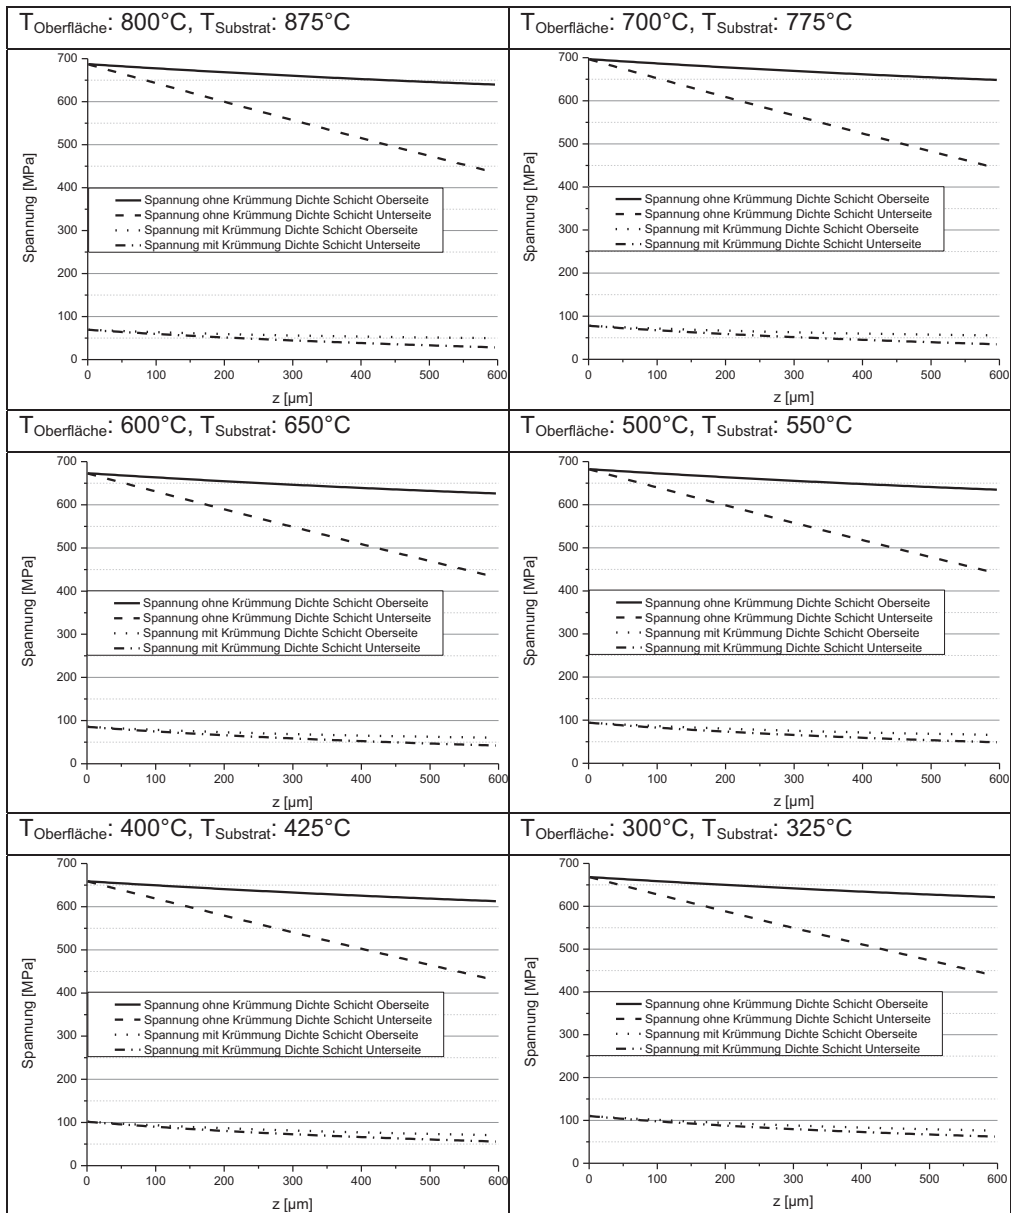 T Oberfläche: 800°C, T Substrat: 875°C
T Oberfläche: 700°C, T Substrat: 775°C
700
600
500
400
300
200
100
0
Spannung [MPa]
Spannung ohne Krümmung Dichte Schicht Oberseite
Spannung ohne Krümmung Dichte Schicht Unterseite
Spannung mit Krümmung Dichte Schicht Oberseite
Spannung mit Krümmung Dichte Schicht Unterseite
0 100 200 300 400 500 600
z [µm]
700
600
500
400
300
200
100
0
Spannung [MPa]
Spannung ohne Krümmung Dichte Schicht Oberseite
Spannung ohne Krümmung Dichte Schicht Unterseite
Spannung mit Krümmung Dichte Schicht Oberseite
Spannung mit Krümmung Dichte Schicht Unterseite
0 100 200 300 400 500 600
z [µm]
T Oberfläche: 600°C, T Substrat: 650°C
T Oberfläche: 500°C, T Substrat: 550°C
700
600
500
400
300
200
100
0
Spannung [MPa]
Spannung ohne Krümmung Dichte Schicht Oberseite
Spannung ohne Krümmung Dichte Schicht Unterseite
Spannung mit Krümmung Dichte Schicht Oberseite
Spannung mit Krümmung Dichte Schicht Unterseite
0 100 200 300 400 500 600
z [µm]
700
600
500
400
300
200
100
0
Spannung [MPa]
Spannung ohne Krümmung Dichte Schicht Oberseite
Spannung ohne Krümmung Dichte Schicht Unterseite
Spannung mit Krümmung Dichte Schicht Oberseite
Spannung mit Krümmung Dichte Schicht Unterseite
0 100 200 300 400 500 600
z [µm]
T Oberfläche: 400°C, T Substrat: 425°C
T Oberfläche: 300°C, T Substrat: 325°C
700
600
500
400
300
200
100
0
Spannung [MPa]
Spannung ohne Krümmung Dichte Schicht Oberseite
Spannung ohne Krümmung Dichte Schicht Unterseite
Spannung mit Krümmung Dichte Schicht Oberseite
Spannung mit Krümmung Dichte Schicht Unterseite
0 100 200 300 400 500 600
z [µm]
700
600
500
400
300
200
100
0
Spannung [MPa]
Spannung ohne Krümmung Dichte Schicht Oberseite
Spannung ohne Krümmung Dichte Schicht Unterseite
Spannung mit Krümmung Dichte Schicht Oberseite
Spannung mit Krümmung Dichte Schicht Unterseite
0 100 200 300 400 500 600
z [µm]